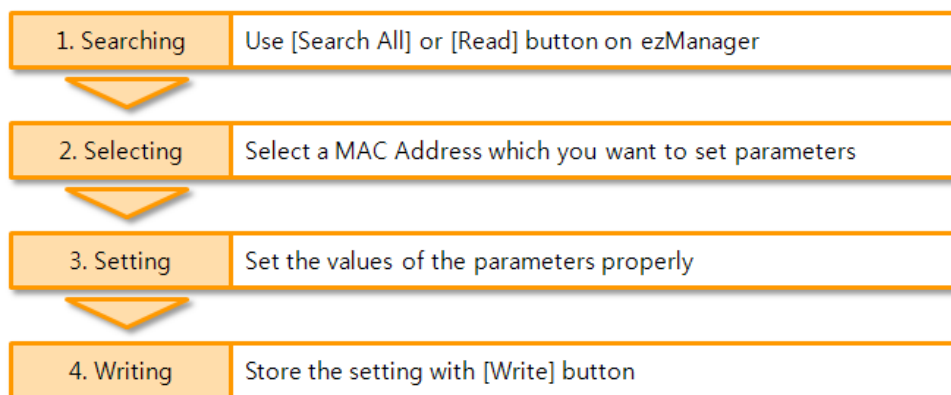 1. Searching Use [Search All] or [Read] button on ezManager
2. Selecting Select a MAC Address which you want to set parameters
3. Setting Set the values of the parameters properly
4. Writing Store the setting with [Write] button